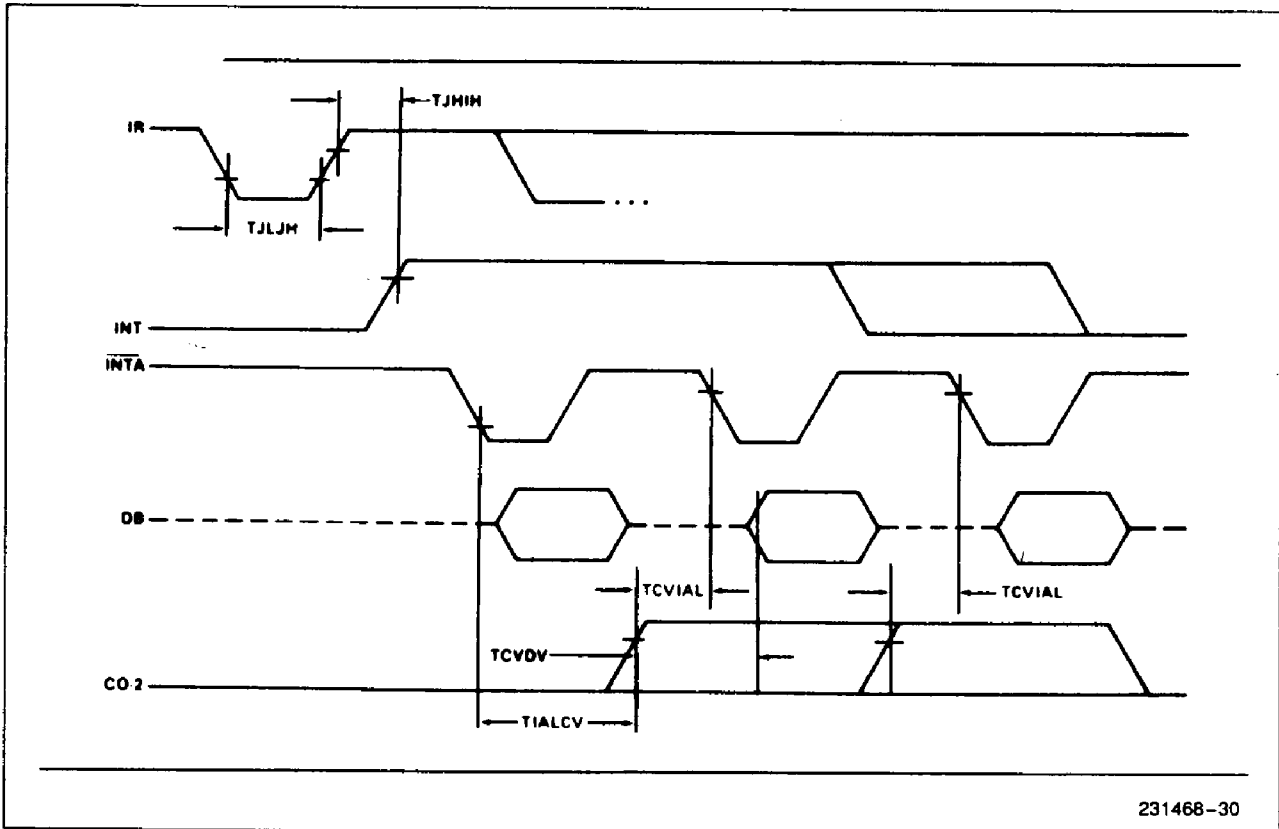 TJHIH
IR
TJLJH
...
INT
INTA
DB
TCVIAL
TCVIAL
TCVDV
CO-2
TIALCV
231468-30